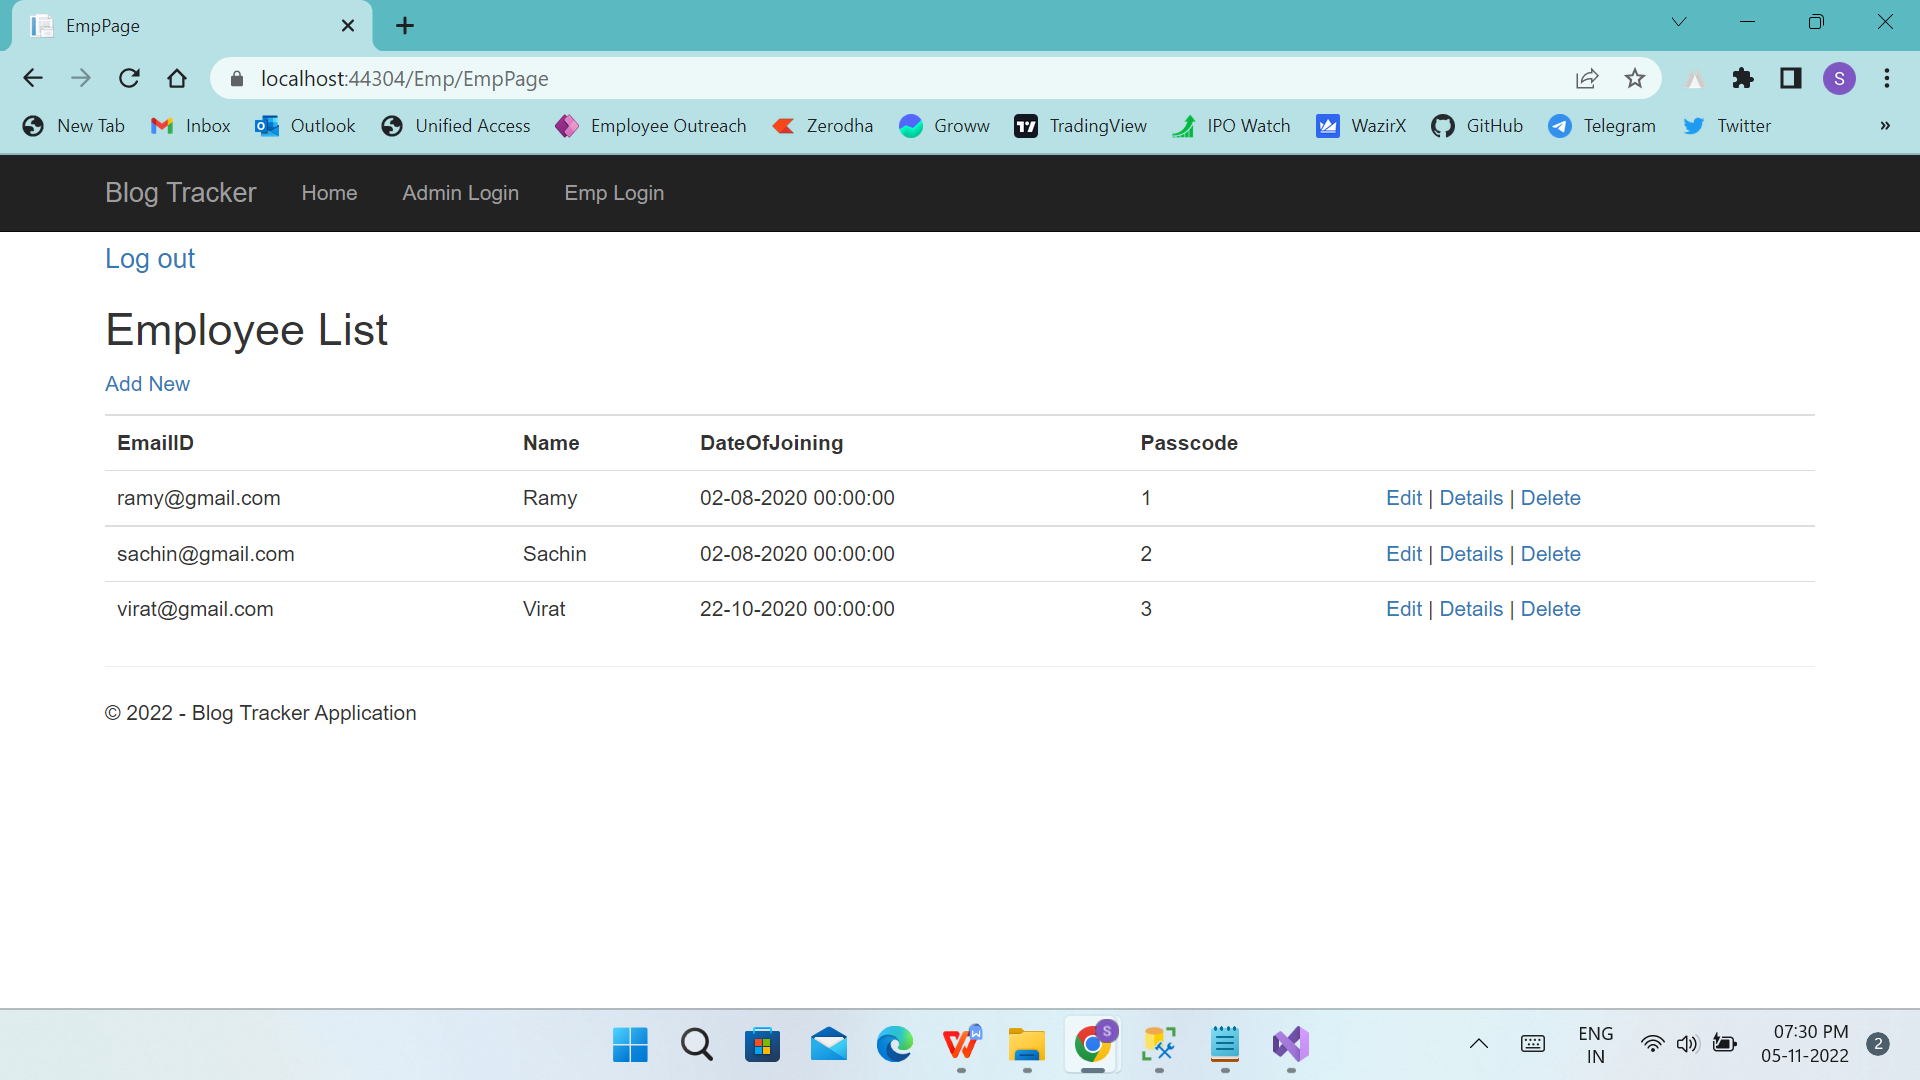 EmpPage
localhost:44304/Emp/EmpPage
S
New Tab Inbox Outlook Unified Access Employee Outreach Zerodha Groww TradingView IPO Watch WazirX GitHub Telegram Twitter »
Blog Tracker Home Admin Login Emp Login
Log out
Employee List
Add New
EmailID Name DateOfJoining Passcode
ramy@gmail.com Ramy 02-08-2020 00:00:00 1 Edit | Details | Delete
sachin@gmail.com Sachin 02-08-2020 00:00:00 2 Edit | Details | Delete
virat@gmail.com Virat 22-10-2020 00:00:00 3 Edit | Details | Delete
© 2022 - Blog Tracker Application
S
ENG
IN
07:30 PM
05-11-2022
2